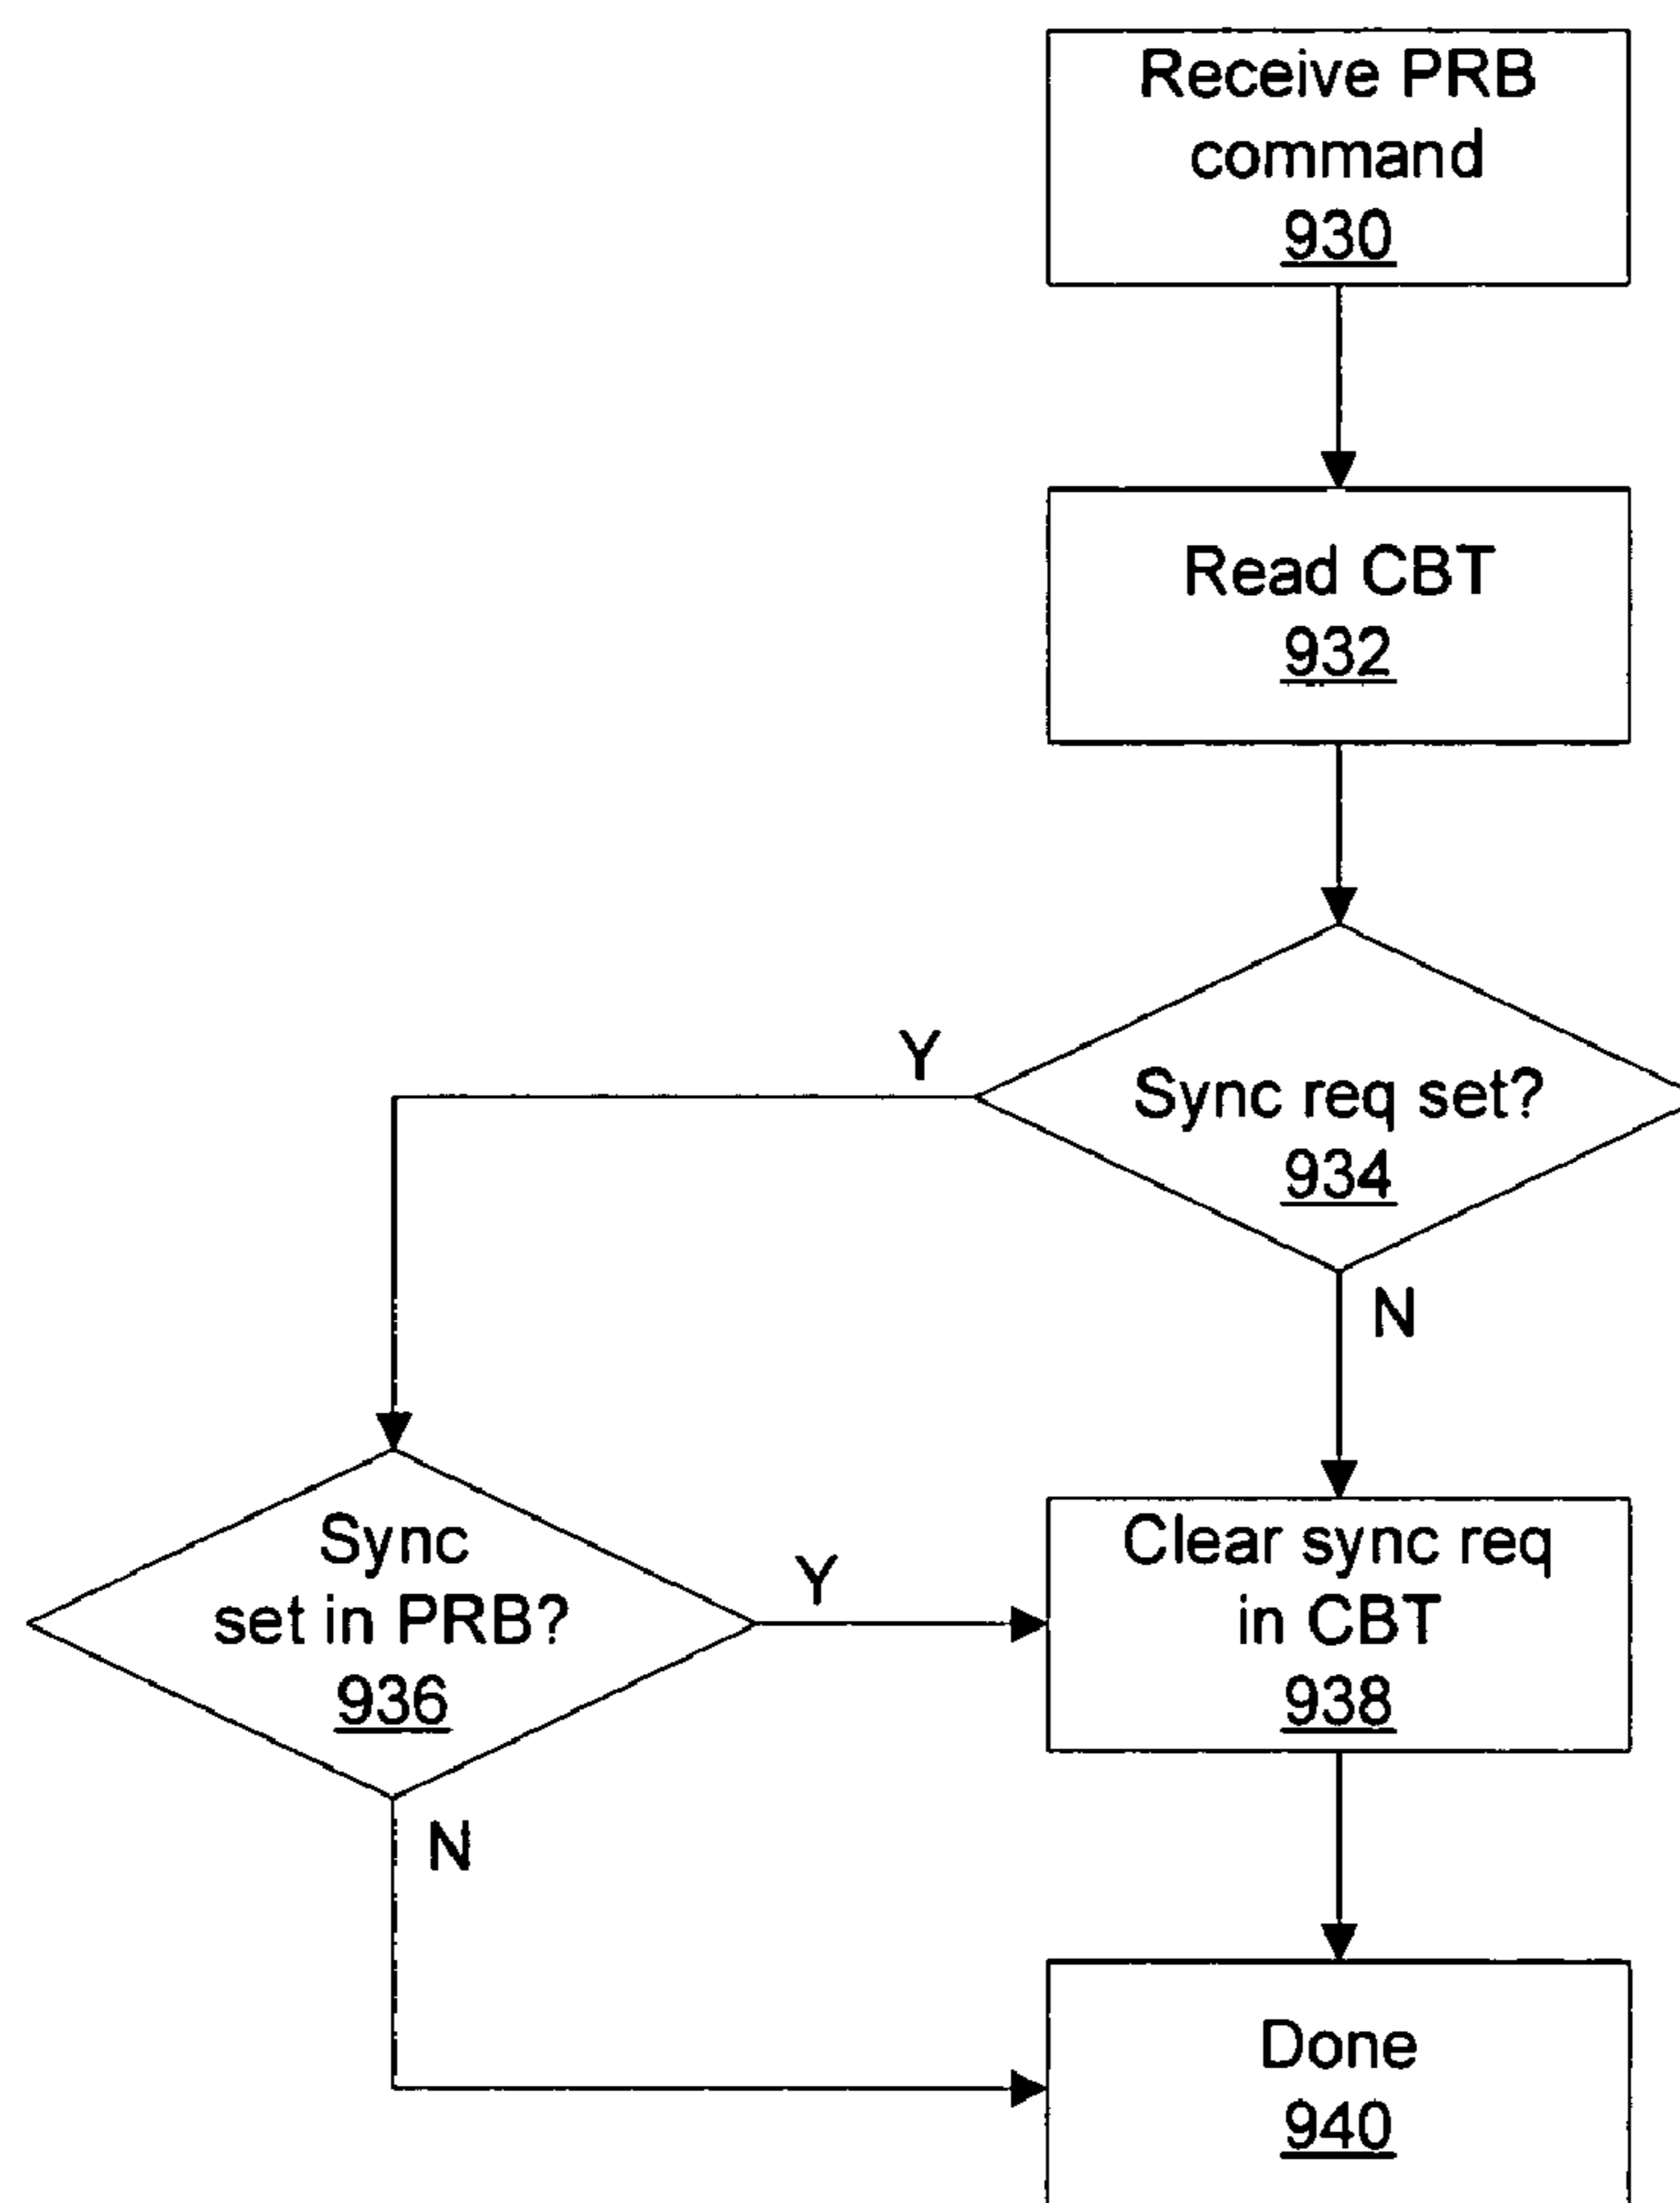 Receive PRB
command
930
Read CBT
932
Y
Sync req set?
934
N
Sync
set in PRB?
936
Y
Clear sync req
in CBT
938
N
Done
940